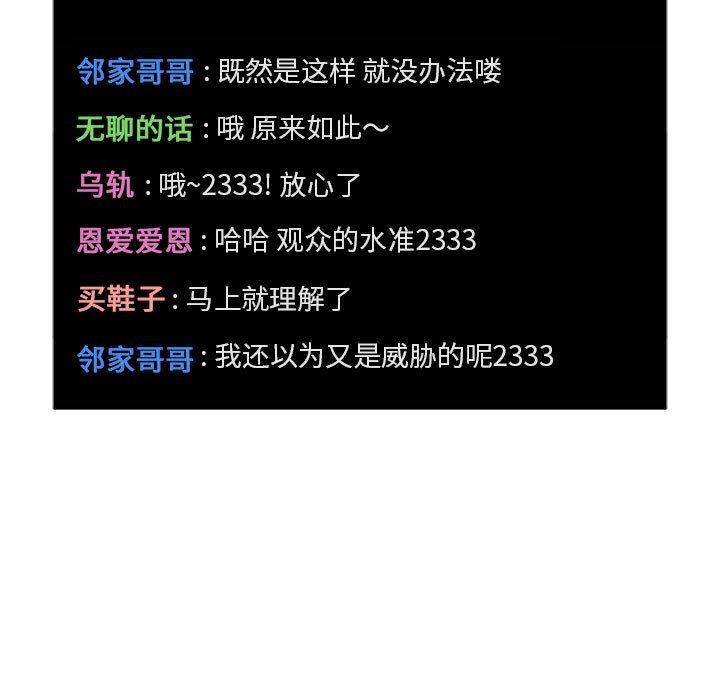 邻家哥哥 : 既然是这样 就没办法喽
无聊的话 : 哦 原来如此～
乌轨 : 哦~2333! 放心了
恩爱爱恩 : 哈哈 观众的水准2333
买鞋子 : 马上就理解了
邻家哥哥 : 我还以为又是威胁的呢2333